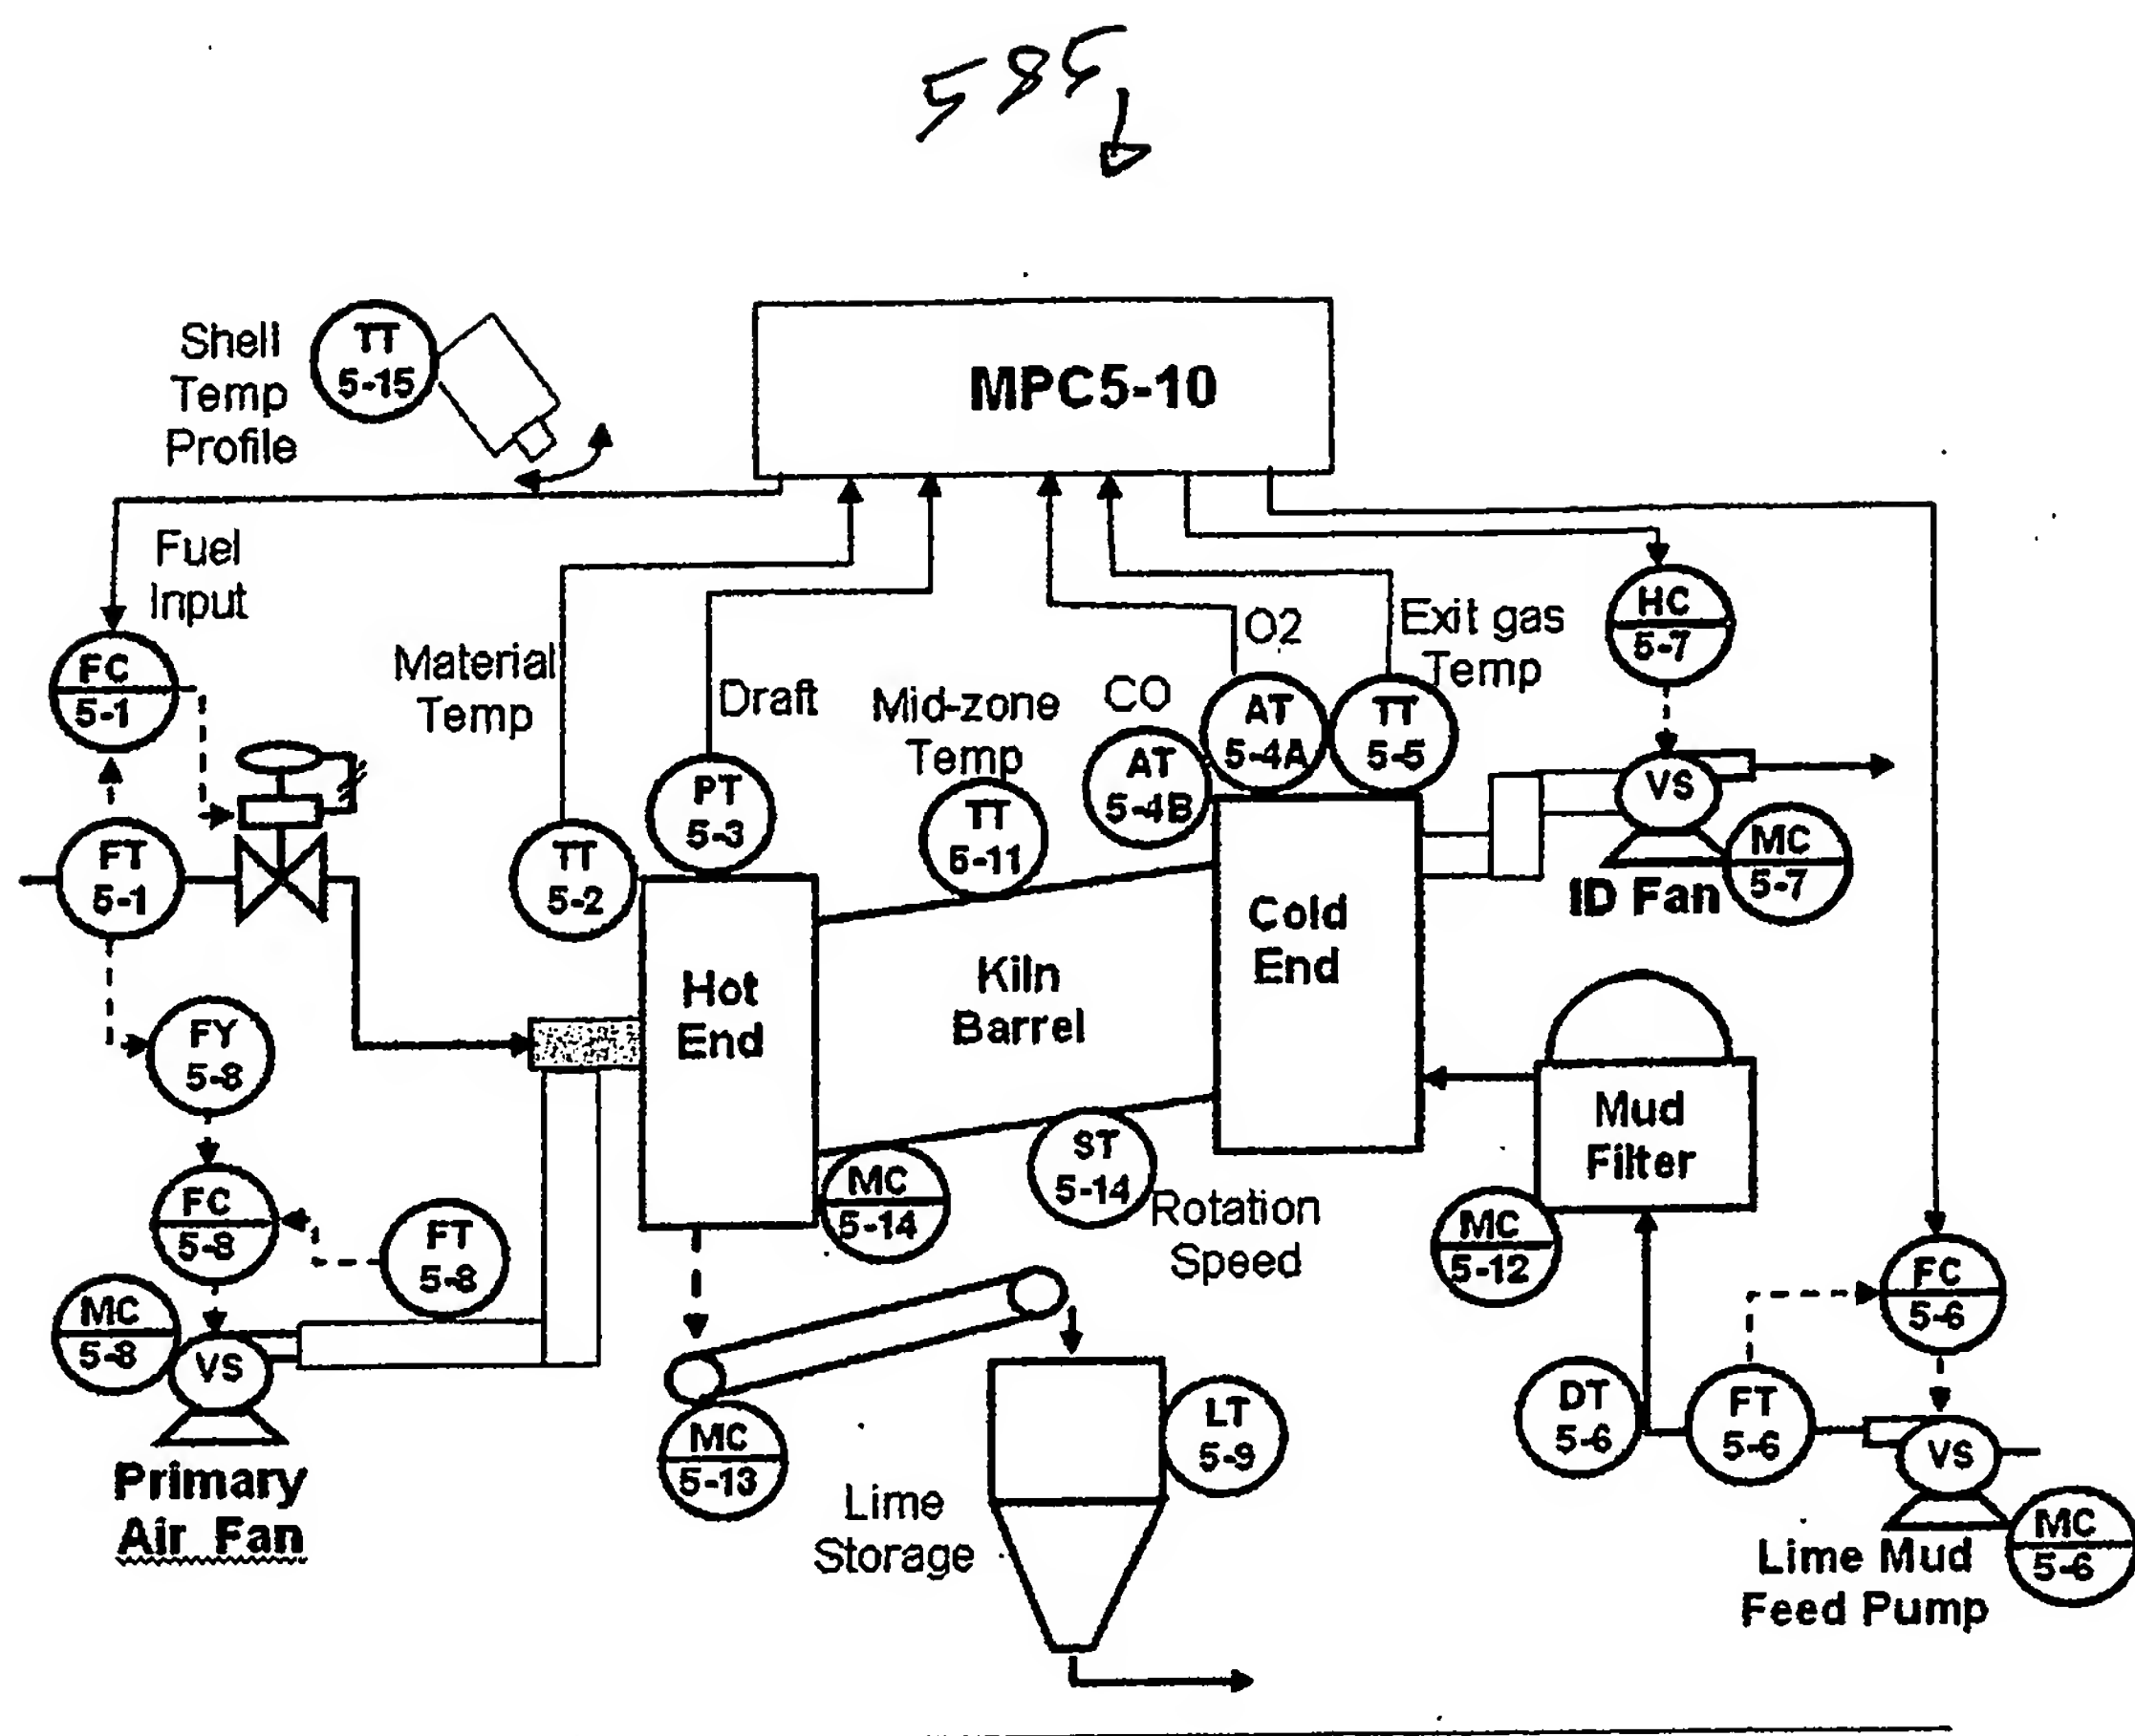 585
Shell
Temp
Profile
TT
5-15
MPC5-10
Fuel
Input
FC
5-1
FT
5-1
FY
5-8
FC
5-8
FT
5-8
MC
5-8
VS
Primary
Air Fan
Material
Temp
TT
5-2
Draft
PT
5-3
Mid-zone
Temp
TT
5-11
CO
AT
5-4B
O2
AT
5-4A
Exit gas
Temp
TT
5-5
HC
5-7
VS
MC
5-7
ID Fan
Hot
End
Kiln
Barrel
Cold
End
MC
5-14
ST
5-14
Rotation
Speed
Mud
Filter
MC
5-12
FC
5-6
DT
5-6
FT
5-6
VS
MC
5-6
Lime Mud
Feed Pump
MC
5-13
LT
5-9
Lime
Storage